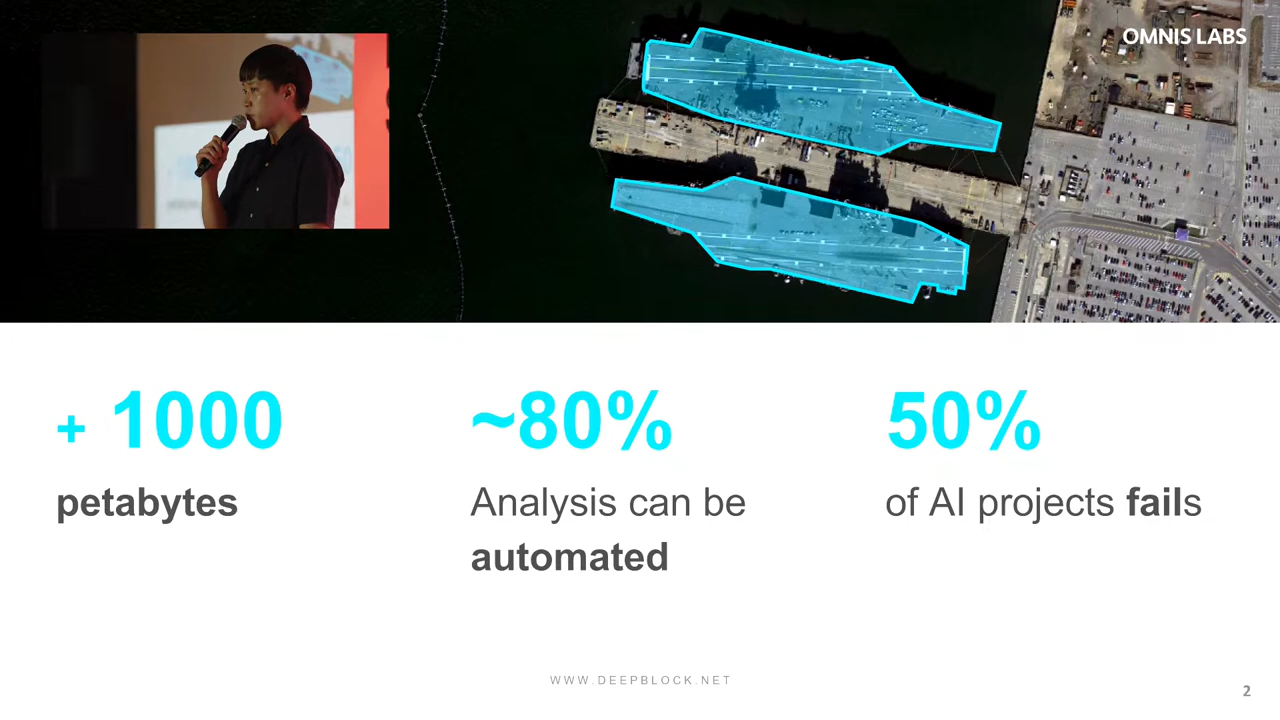 OMNIS LABS
+ 1000
petabytes
~80%
Analysis can be
automated
50%
of AI projects fails
WWW.DEEPBLOCK.NET
2